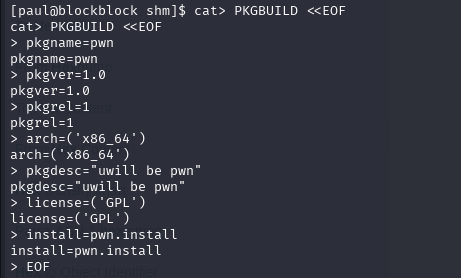 [paul@blockblock shm]$ cat> PKGBUILD <<EOF
cat> PKGBUILD <<EOF
> pkgname=pwn
pkgname=pwn
> pkgver=1.0
pkgver=1.0
> pkgrel=1
pkgrel=1
> arch=('x86_64')
arch=('x86_64')
> pkgdesc="uwill be pwn"
pkgdesc="uwill be pwn"
> license=('GPL')
license=('GPL')
> install=pwn.install
install=pwn.install
> EOF